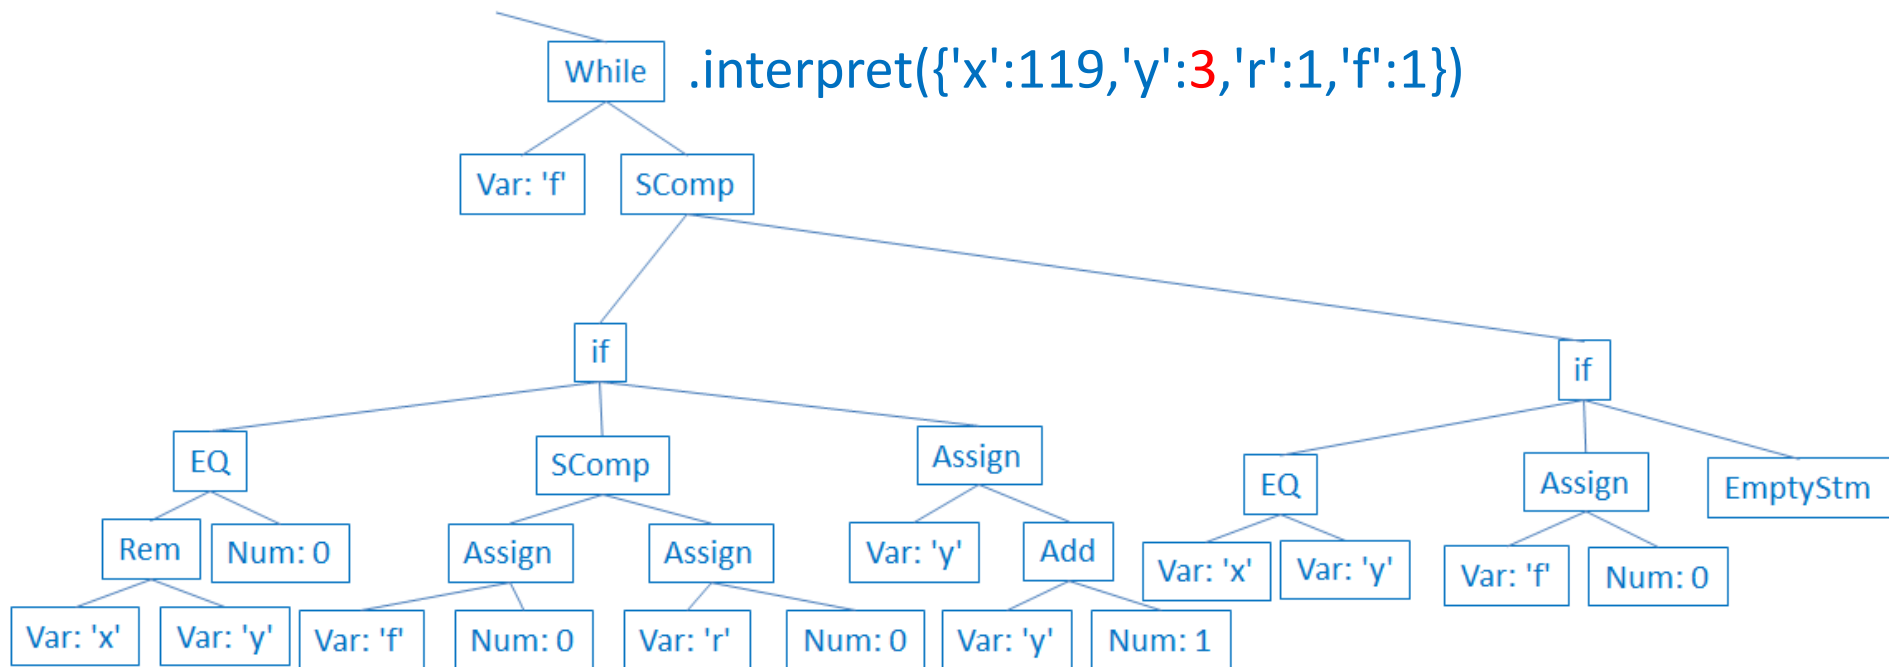 While .interpret({'x':119,'y':3,'r':1,'f':1})
Var: 'f' SComp
if if
EQ SComp Assign EQ Assign EmptyStm
Rem Num: 0 Assign Assign Var: 'y' Add Var: 'x' Var: 'y' Var: 'f' Num: 0
Var: 'x' Var: 'y' Var: 'f' Num: 0 Var: 'r' Num: 0 Var: 'y' Num: 1